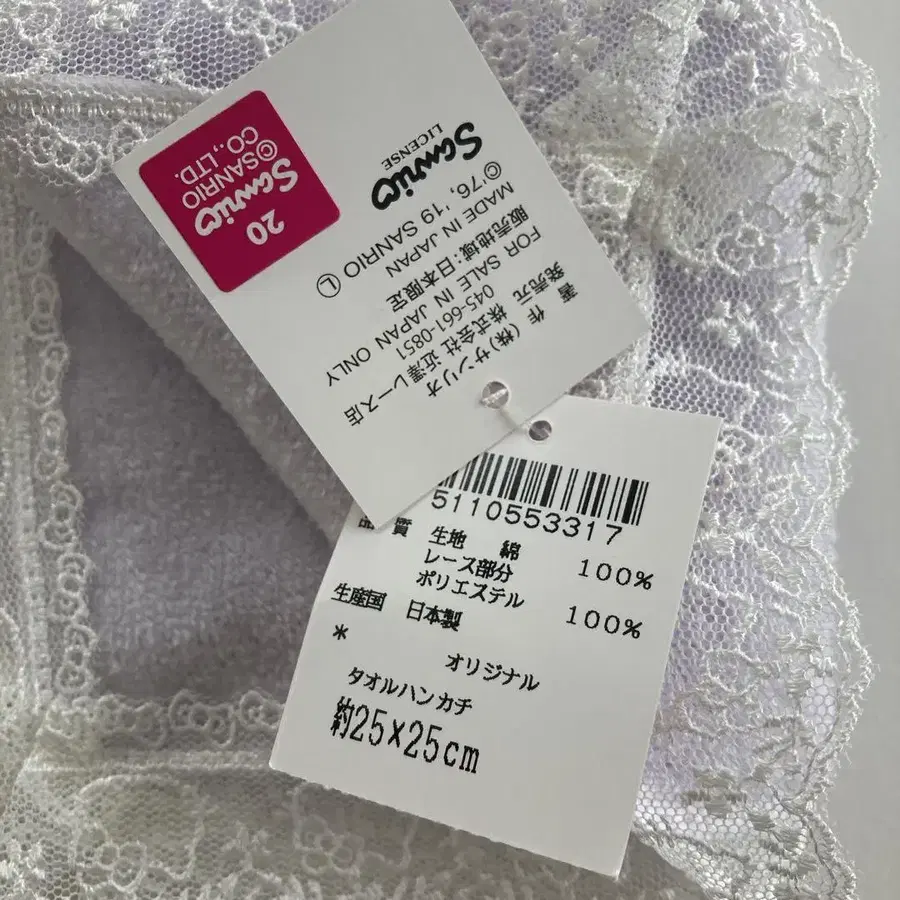 20
Sanrio
©SANRIO
CO.,LTD.
Sanrio
LICENSE
©'76, '19 SANRIO Ⓛ
MADE IN JAPAN
販売地域:日本限定
FOR SALE IN JAPAN ONLY
著 作 (株)サンリオ
発売元 株式会社 近澤レース店
045-661-0851
5110553317
品 質 生地 綿 100%
レース部分
ポリエステル 100%
生産国 日本製
*
オリジナル
タオルハンカチ
約25×25cm